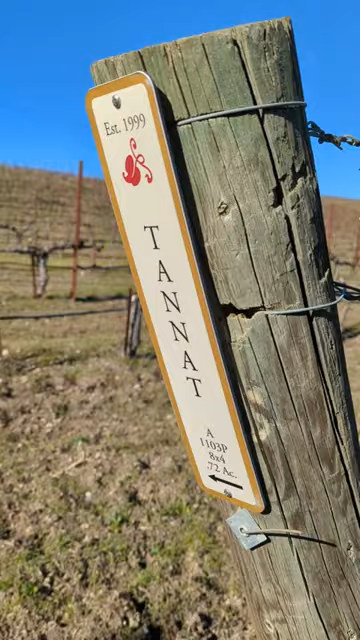 Est. 1999
TANNAT
A
1103P
8x4
.72 Ac.